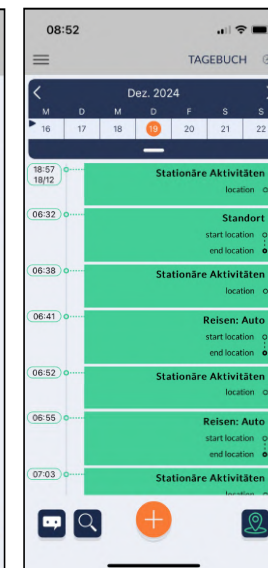 08:52
TAGEBUCH
Dez. 2024
M D M D F S S
16 17 18 19 20 21 22
18:57
18/12
Stationäre Aktivitäten
location
06:32
Standort
start location
end location
06:38
Stationäre Aktivitäten
location
06:41
Reisen: Auto
start location
end location
06:52
Stationäre Aktivitäten
location
06:55
Reisen: Auto
start location
end location
07:03
Stationäre Aktivitäten
location